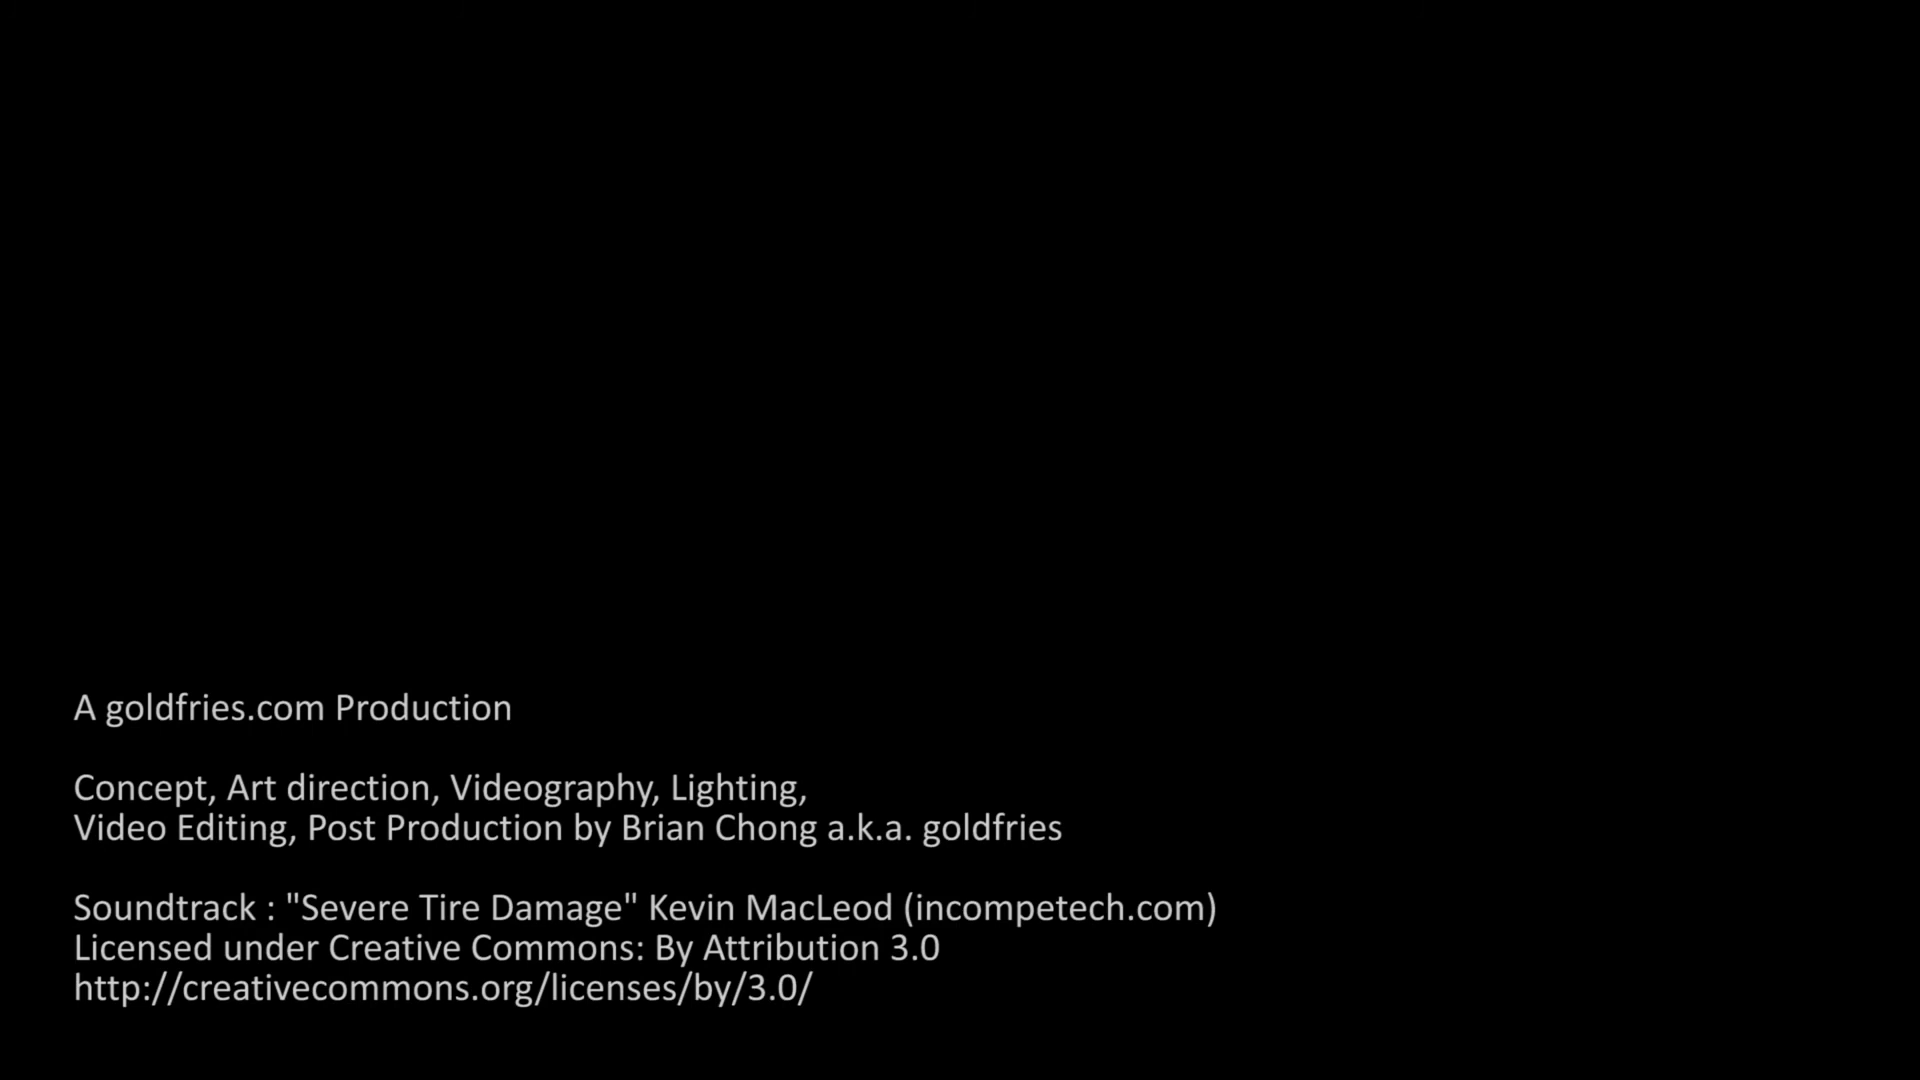 A goldfries.com Production
Concept, Art direction, Videography, Lighting,
Video Editing, Post Production by Brian Chong a.k.a. goldfries
Soundtrack : "Severe Tire Damage" Kevin MacLeod (incompetech.com)
Licensed under Creative Commons: By Attribution 3.0
http://creativecommons.org/licenses/by/3.0/